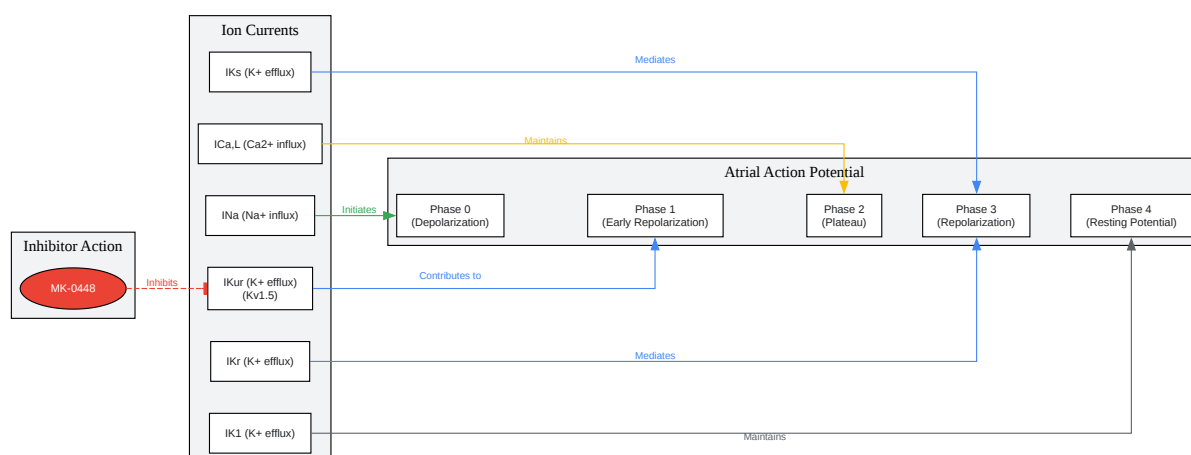 Ion Currents
IKs (K+ efflux)
Mediates
ICa,L (Ca2+ influx)
Maintains
Atrial Action Potential
INa (Na+ influx)
Initiates
Phase 0
(Depolarization)
Phase 1
(Early Repolarization)
Phase 2
(Plateau)
Phase 3
(Repolarization)
Phase 4
(Resting Potential)
Inhibitor Action
MK-0448
Inhibits
IKur (K+ efflux)
(Kv1.5)
Contributes to
IKr (K+ efflux)
Mediates
IK1 (K+ efflux)
Maintains